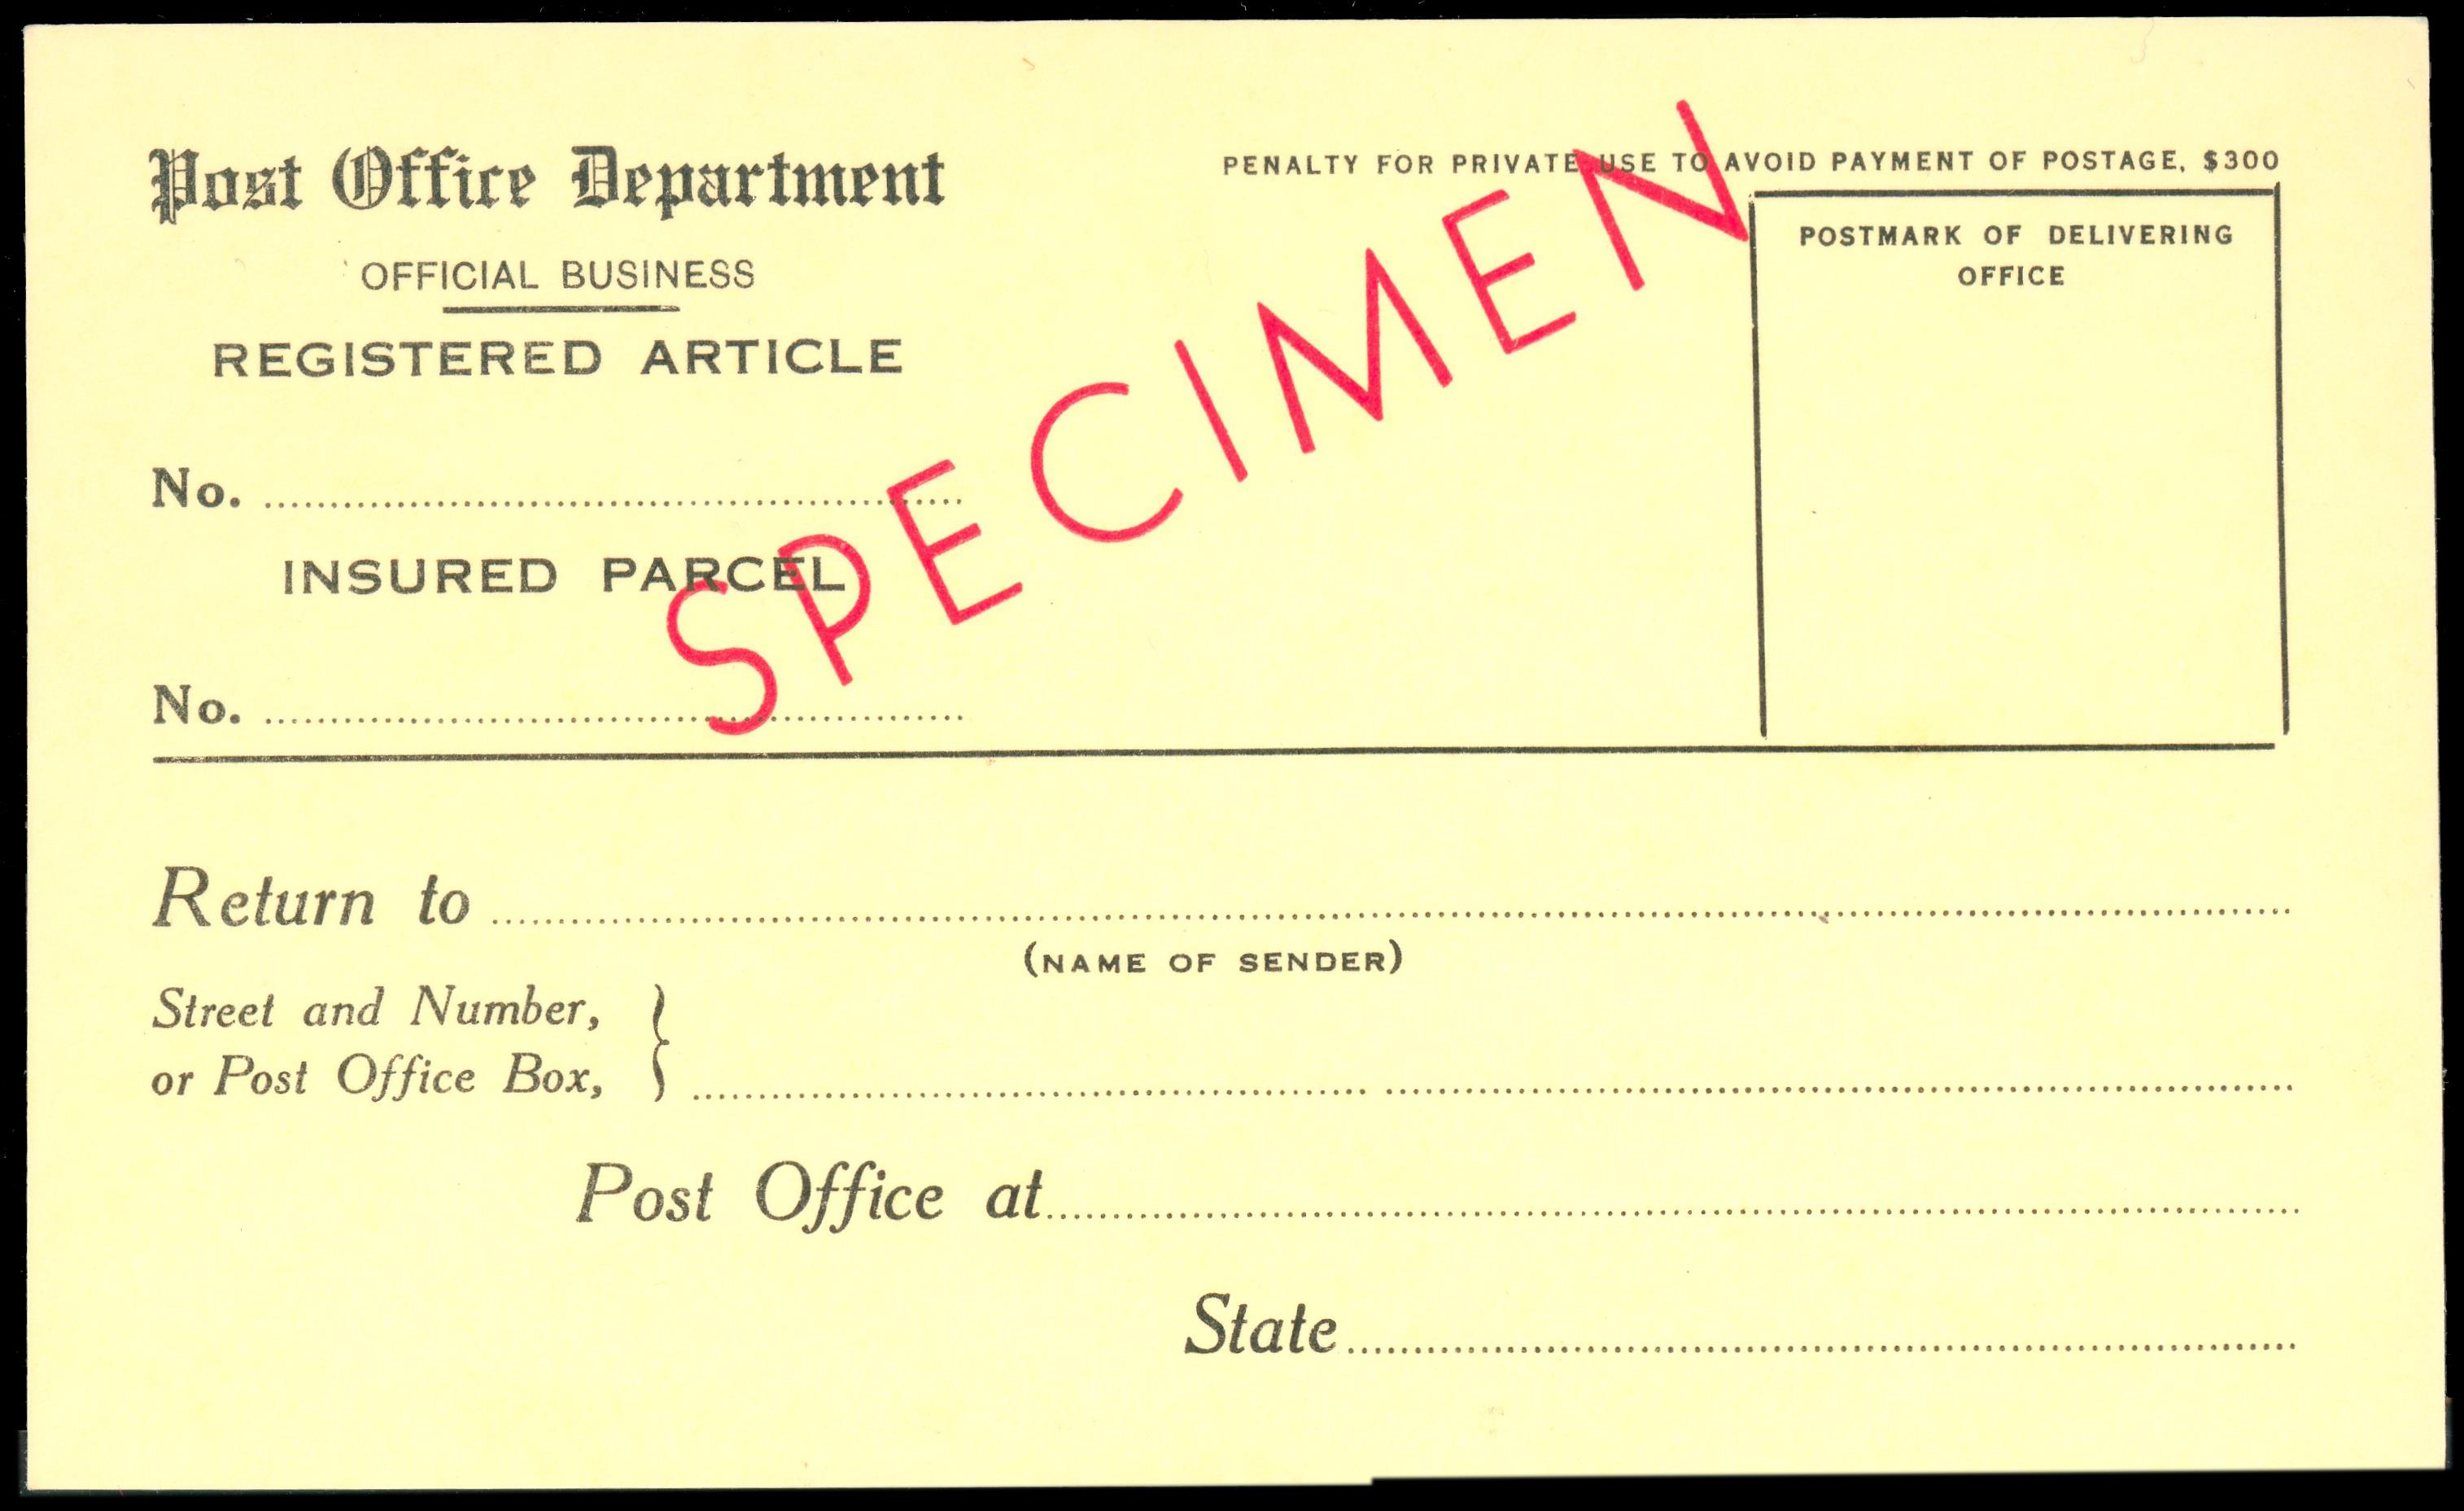 Post Office Department
OFFICIAL BUSINESS
REGISTERED ARTICLE
No.
INSURED PARCEL
No.
PENALTY FOR PRIVATE USE TO AVOID PAYMENT OF POSTAGE, $300
POSTMARK OF DELIVERING
OFFICE
SPECIMEN
Return to
(NAME OF SENDER)
Street and Number,
or Post Office Box,
Post Office at
State